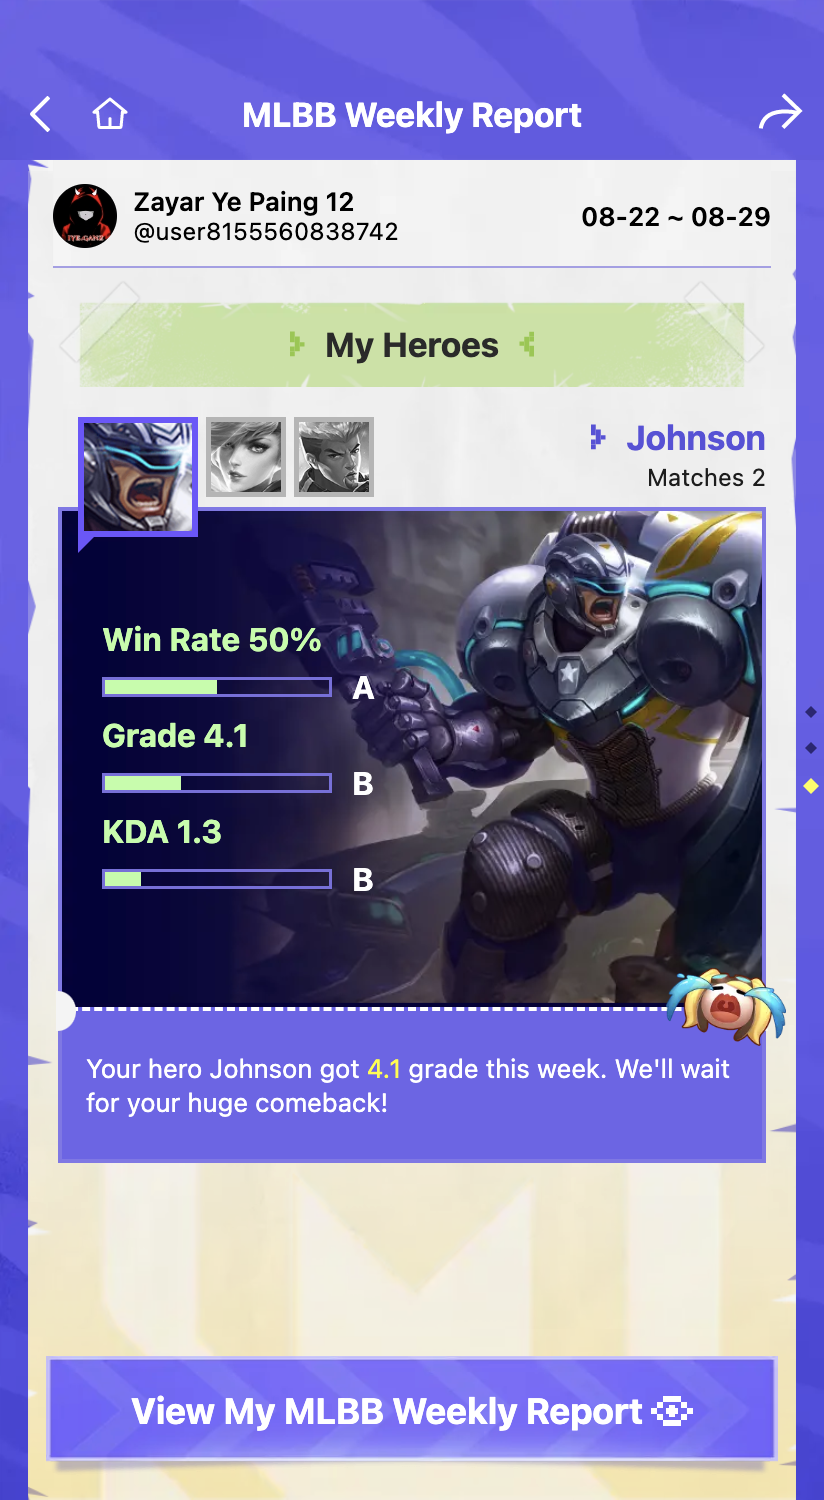 MLBB Weekly Report
Zayar Ye Paing 12
@user8155560838742
08-22 ~ 08-29
My Heroes
Johnson
Matches 2
Win Rate 50%
A
Grade 4.1
B
KDA 1.3
B
Your hero Johnson got 4.1 grade this week. We'll wait
for your huge comeback!
View My MLBB Weekly Report